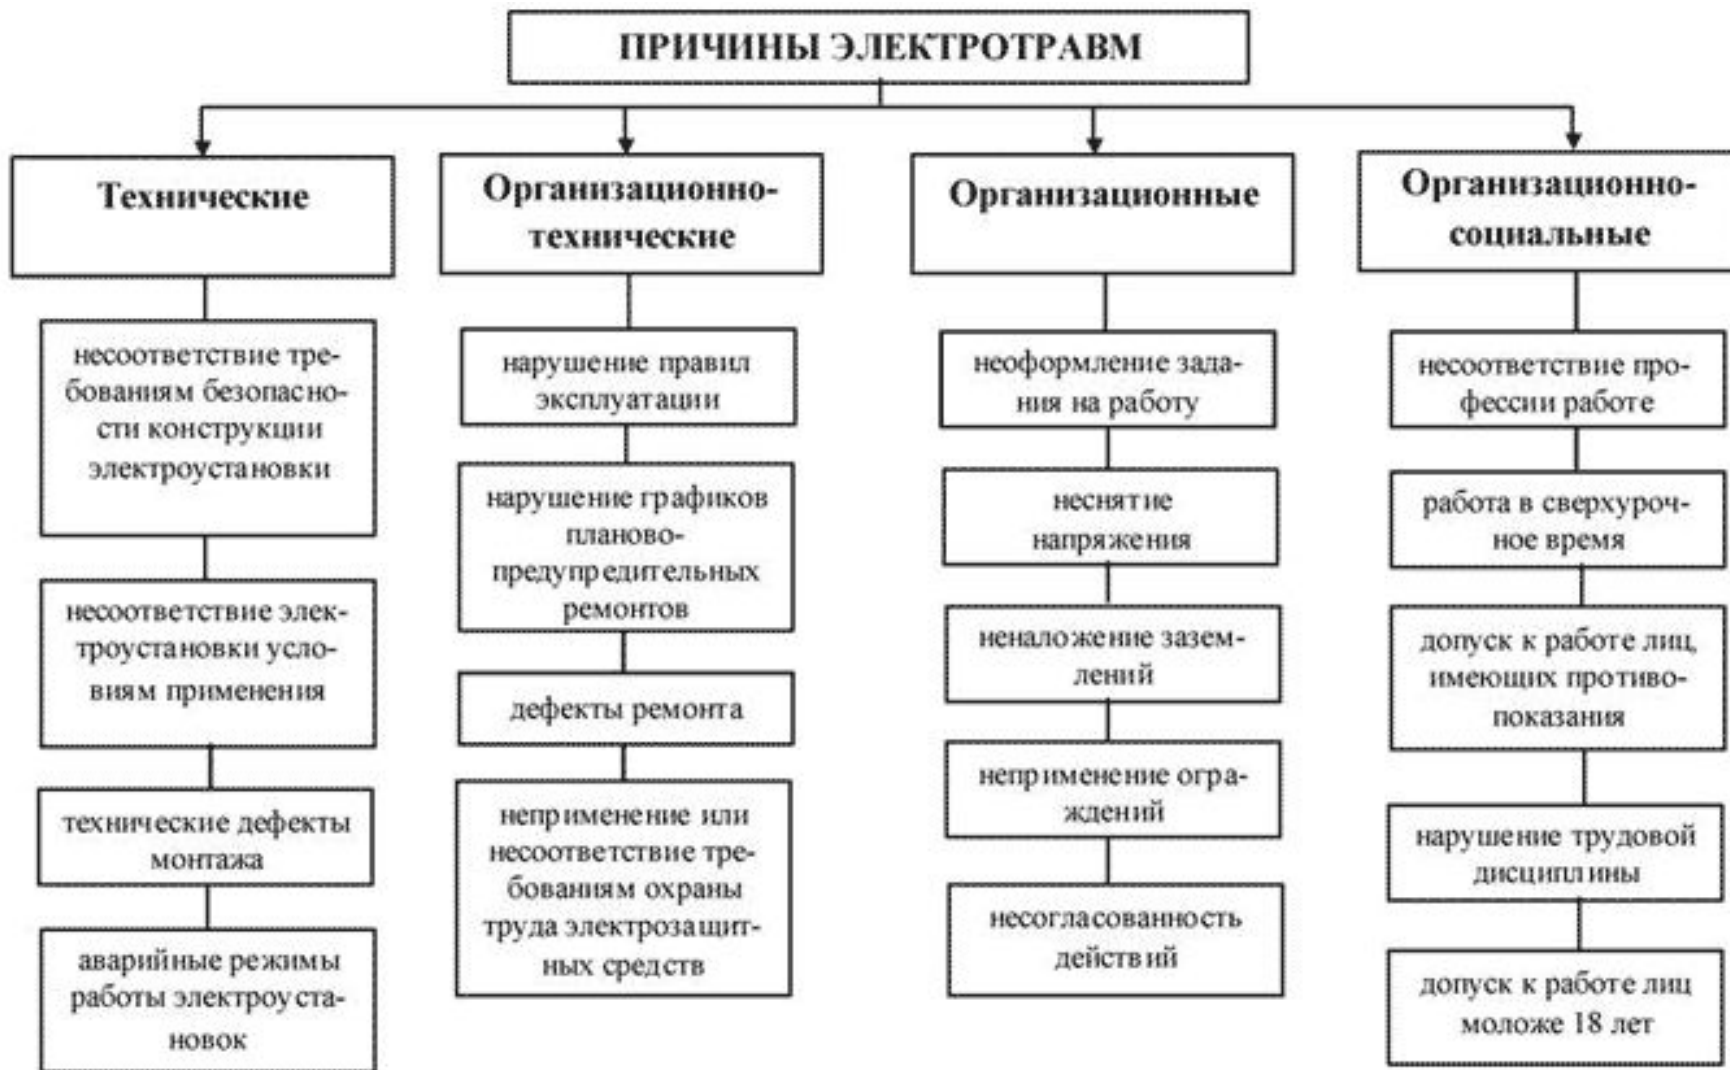 ПРИЧИНЫ ЭЛЕКТРОТРАВМ
Технические
несоответствие тре-
бованиям безопасно-
сти конструкции
электроустановки
несоответствие элек-
троустановки усло-
виям применения
технические дефекты
монтажа
аварийные режимы
работы электроуста-
новок
Организационно-
технические
нарушение правил
эксплуатации
нарушение графиков
планово-
предупредительных
ремонтов
дефекты ремонта
неприменение или
несоответствие тре-
бованиям охраны
труда электрозащит-
ных средств
Организационные
неоформление зада-
ния на работу
неснятие
напряжения
неналожение зазем-
лений
неприменение огра-
ждений
несогласованность
действий
Организационно-
социальные
несоответствие про-
фессии работе
работа в сверхуроч-
ное время
допуск к работе лиц,
имеющих противо-
показания
нарушение трудовой
дисциплины
допуск к работе лиц
моложе 18 лет